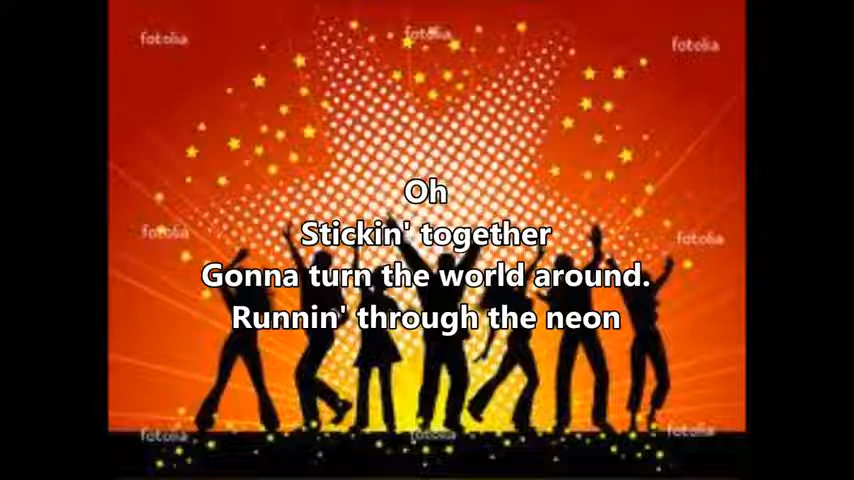 fotolia fotolia fotolia
Oh
Stickin' together
fotolia fotolia
Gonna turn the world around.
Runnin' through the neon
fotolia fotolia fotolia